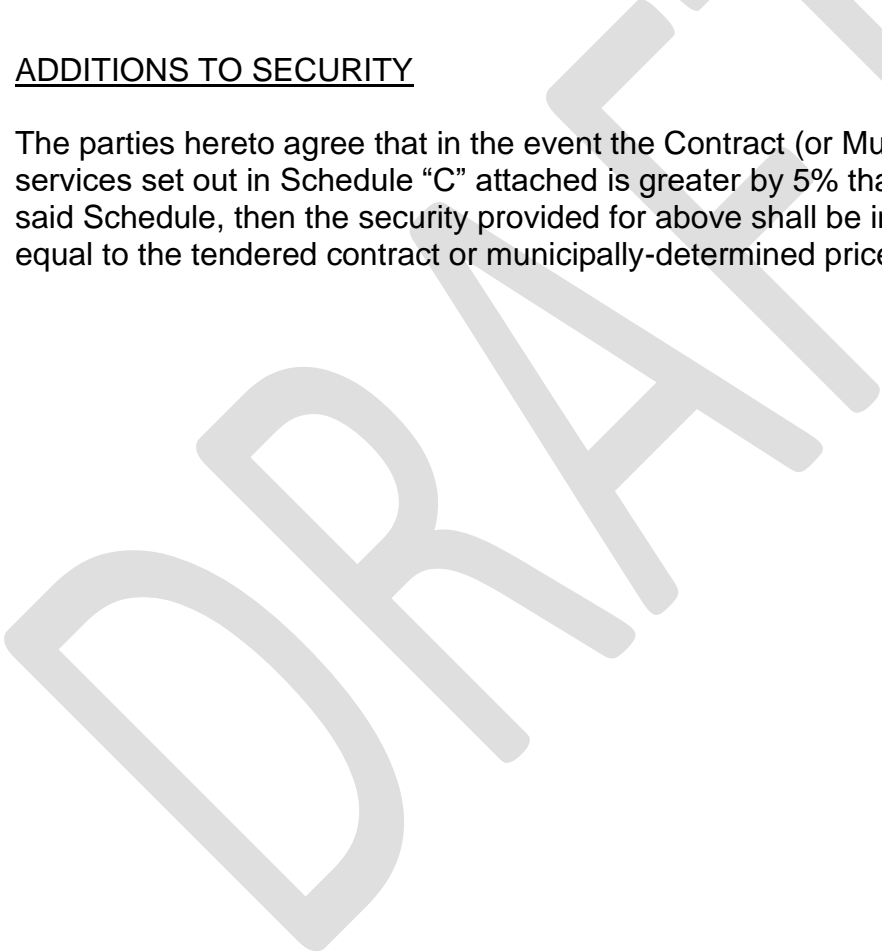 ADDITIONS TO SECURITY
The parties hereto agree that in the event the Contract (or
services set out in Schedule “C” attached is greater by 5%
said Schedule, then the security provided for above shall be
equal to the tendered contract or municipally-determined
DRAFT